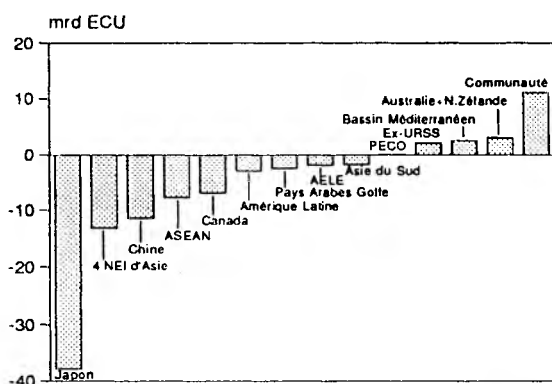 mrd ECU
20
10
0
-10
-20
-30
-40
Communauté
Australie+N.Zélande
Bassin Méditerranéen
Ex-URSS
PECO
Asie du Sud
AELE
Pays Arabes Golfe
Amérique Latine
Canada
ASEAN
Chine
4 NEI d'Asie
Japon